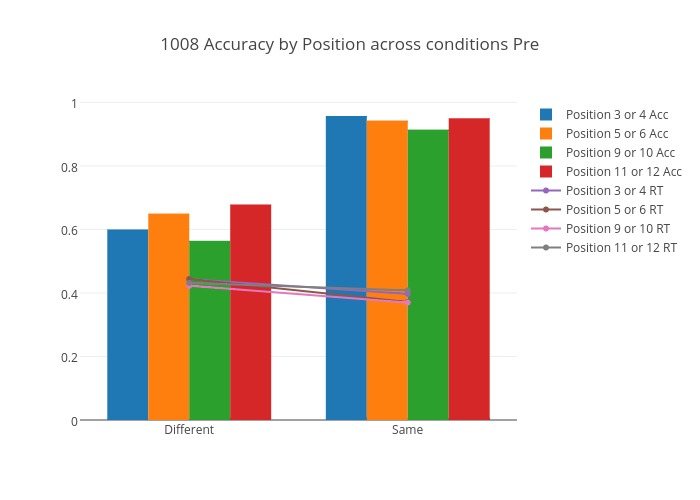 1008 Accuracy by Position across conditions Pre
1
0.8
0.6
0.4
0.2
0
Different
Same
Position 3 or 4 Acc
Position 5 or 6 Acc
Position 9 or 10 Acc
Position 11 or 12 Acc
Position 3 or 4 RT
Position 5 or 6 RT
Position 9 or 10 RT
Position 11 or 12 RT